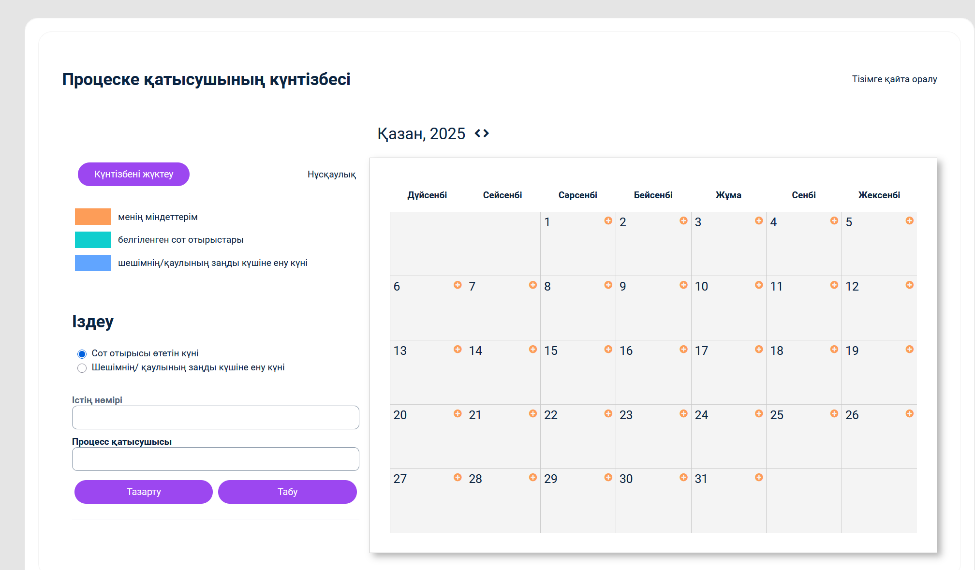 Процеске қатысушының күнтізбесі
Тізімге қайта оралу
Қазан, 2025 <>
Күнтізбені жүктеу
Нұсқаулық
менің міндеттерім
белгіленген сот отырыстары
шешімнің/қаулының заңды күшіне ену күні
Іздеу
Сот отырысы өтетін күні
Шешімнің/ қаулының заңды күшіне ену күні
Істің нөмірі
Процесс қатысушысы
Тазарту Табу
Дүйсенбі Сейсенбі Сәрсенбі Бейсенбі Жұма Сенбі Жексенбі
1 2 3 4 5
6 7 8 9 10 11 12
13 14 15 16 17 18 19
20 21 22 23 24 25 26
27 28 29 30 31